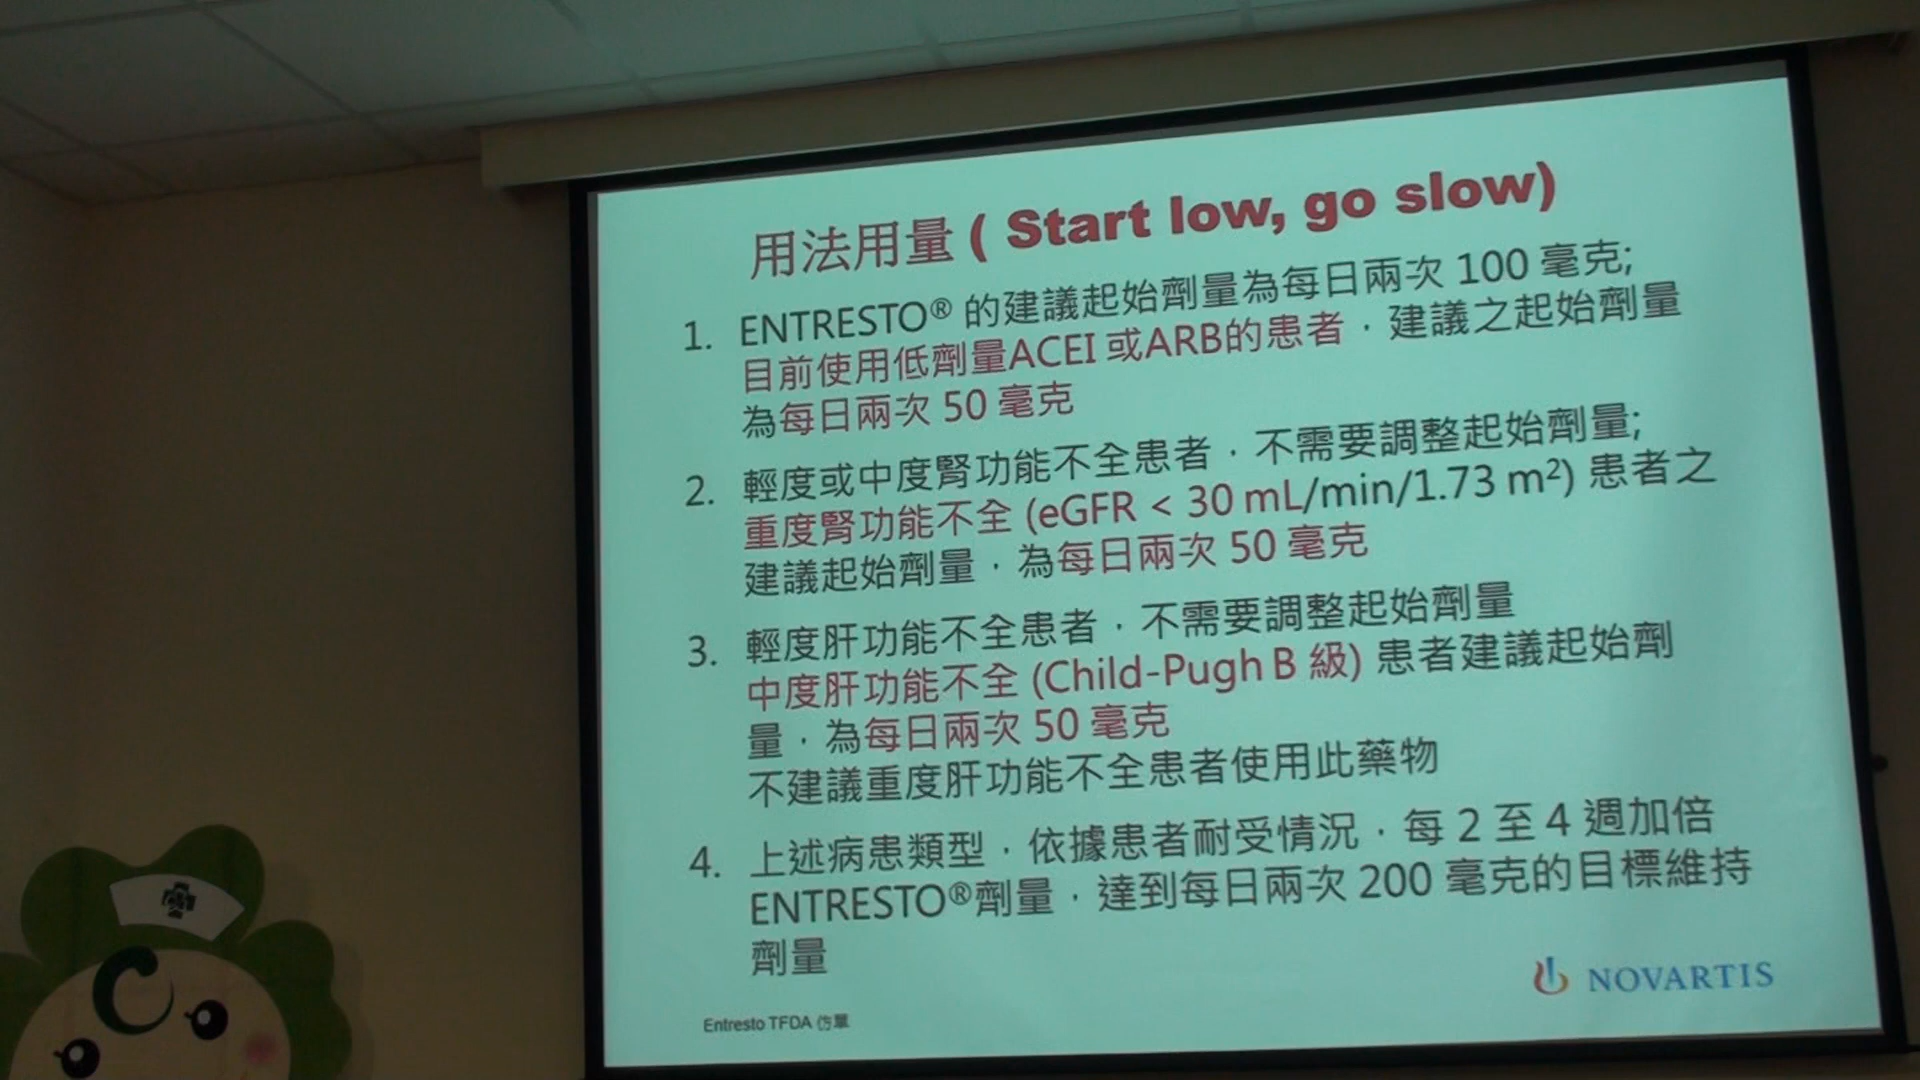 用法用量 ( Start low, go slow)
1. ENTRESTO® 的建議起始劑量為每日兩次 100 毫克;
目前使用低劑量ACEI 或ARB的患者，建議之起始劑量
為每日兩次 50 毫克
2. 輕度或中度腎功能不全患者，不需要調整起始劑量;
重度腎功能不全 (eGFR < 30 mL/min/1.73 m²) 患者之
建議起始劑量，為每日兩次 50 毫克
3. 輕度肝功能不全患者，不需要調整起始劑量
中度肝功能不全 (Child-Pugh B 級) 患者建議起始劑
量，為每日兩次 50 毫克
不建議重度肝功能不全患者使用此藥物
4. 上述病患類型，依據患者耐受情況，每 2 至 4 週加倍
ENTRESTO®劑量，達到每日兩次 200 毫克的目標維持
劑量
NOVARTIS
Entresto TFDA 仿單
C